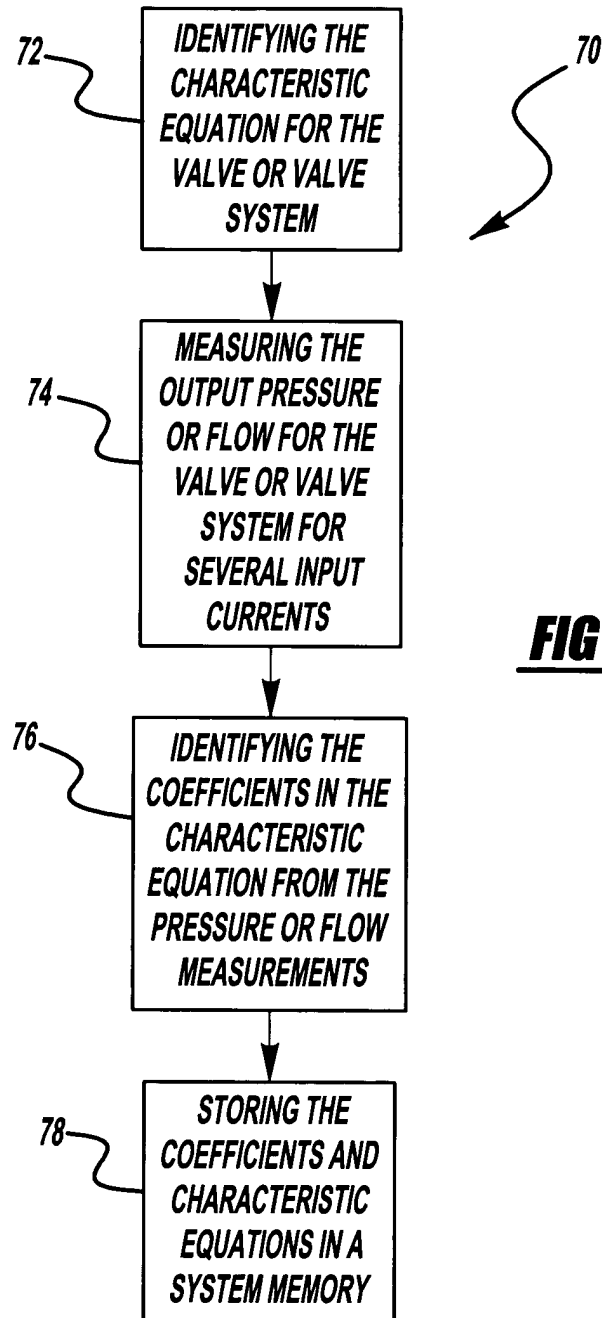 72
IDENTIFYING THE
CHARACTERISTIC
EQUATION FOR THE
VALVE OR VALVE
SYSTEM
70
74
MEASURING THE
OUTPUT PRESSURE
OR FLOW FOR THE
VALVE OR VALVE
SYSTEM FOR
SEVERAL INPUT
CURRENTS
FIG
76
IDENTIFYING THE
COEFFICIENTS IN THE
CHARACTERISTIC
EQUATION FROM THE
PRESSURE OR FLOW
MEASUREMENTS
78
STORING THE
COEFFICIENTS AND
CHARACTERISTIC
EQUATIONS IN A
SYSTEM MEMORY